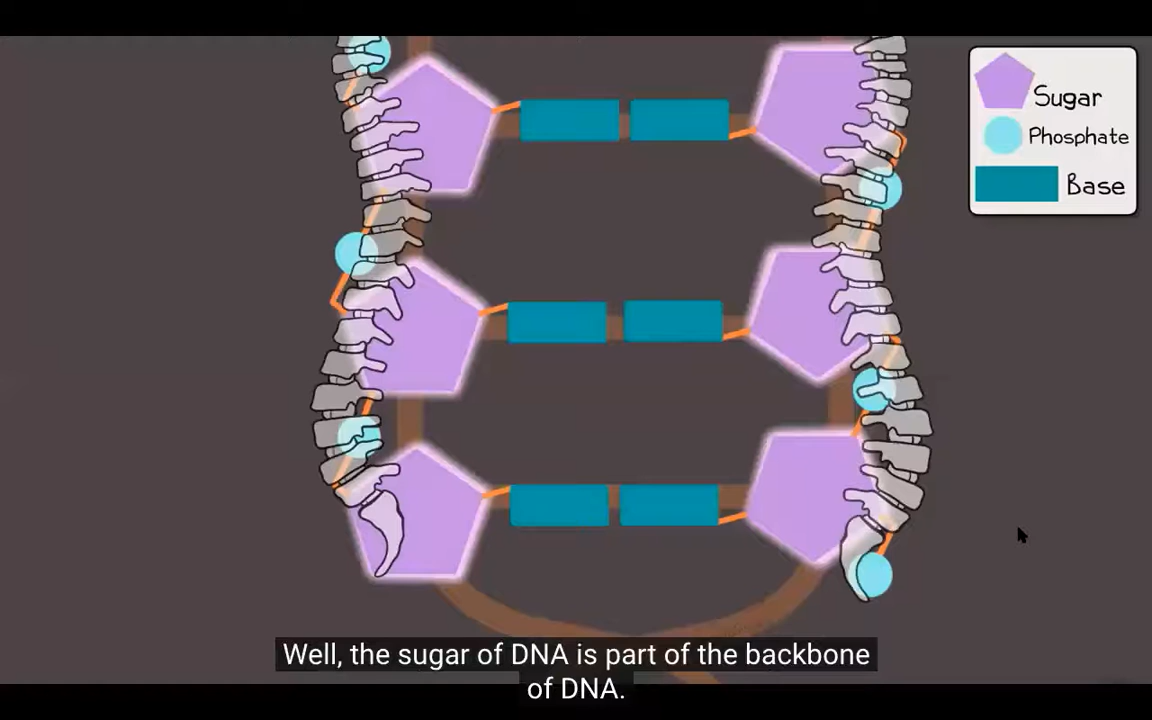 Sugar
Phosphate
Base
Well, the sugar of DNA is part of the backbone
of DNA.